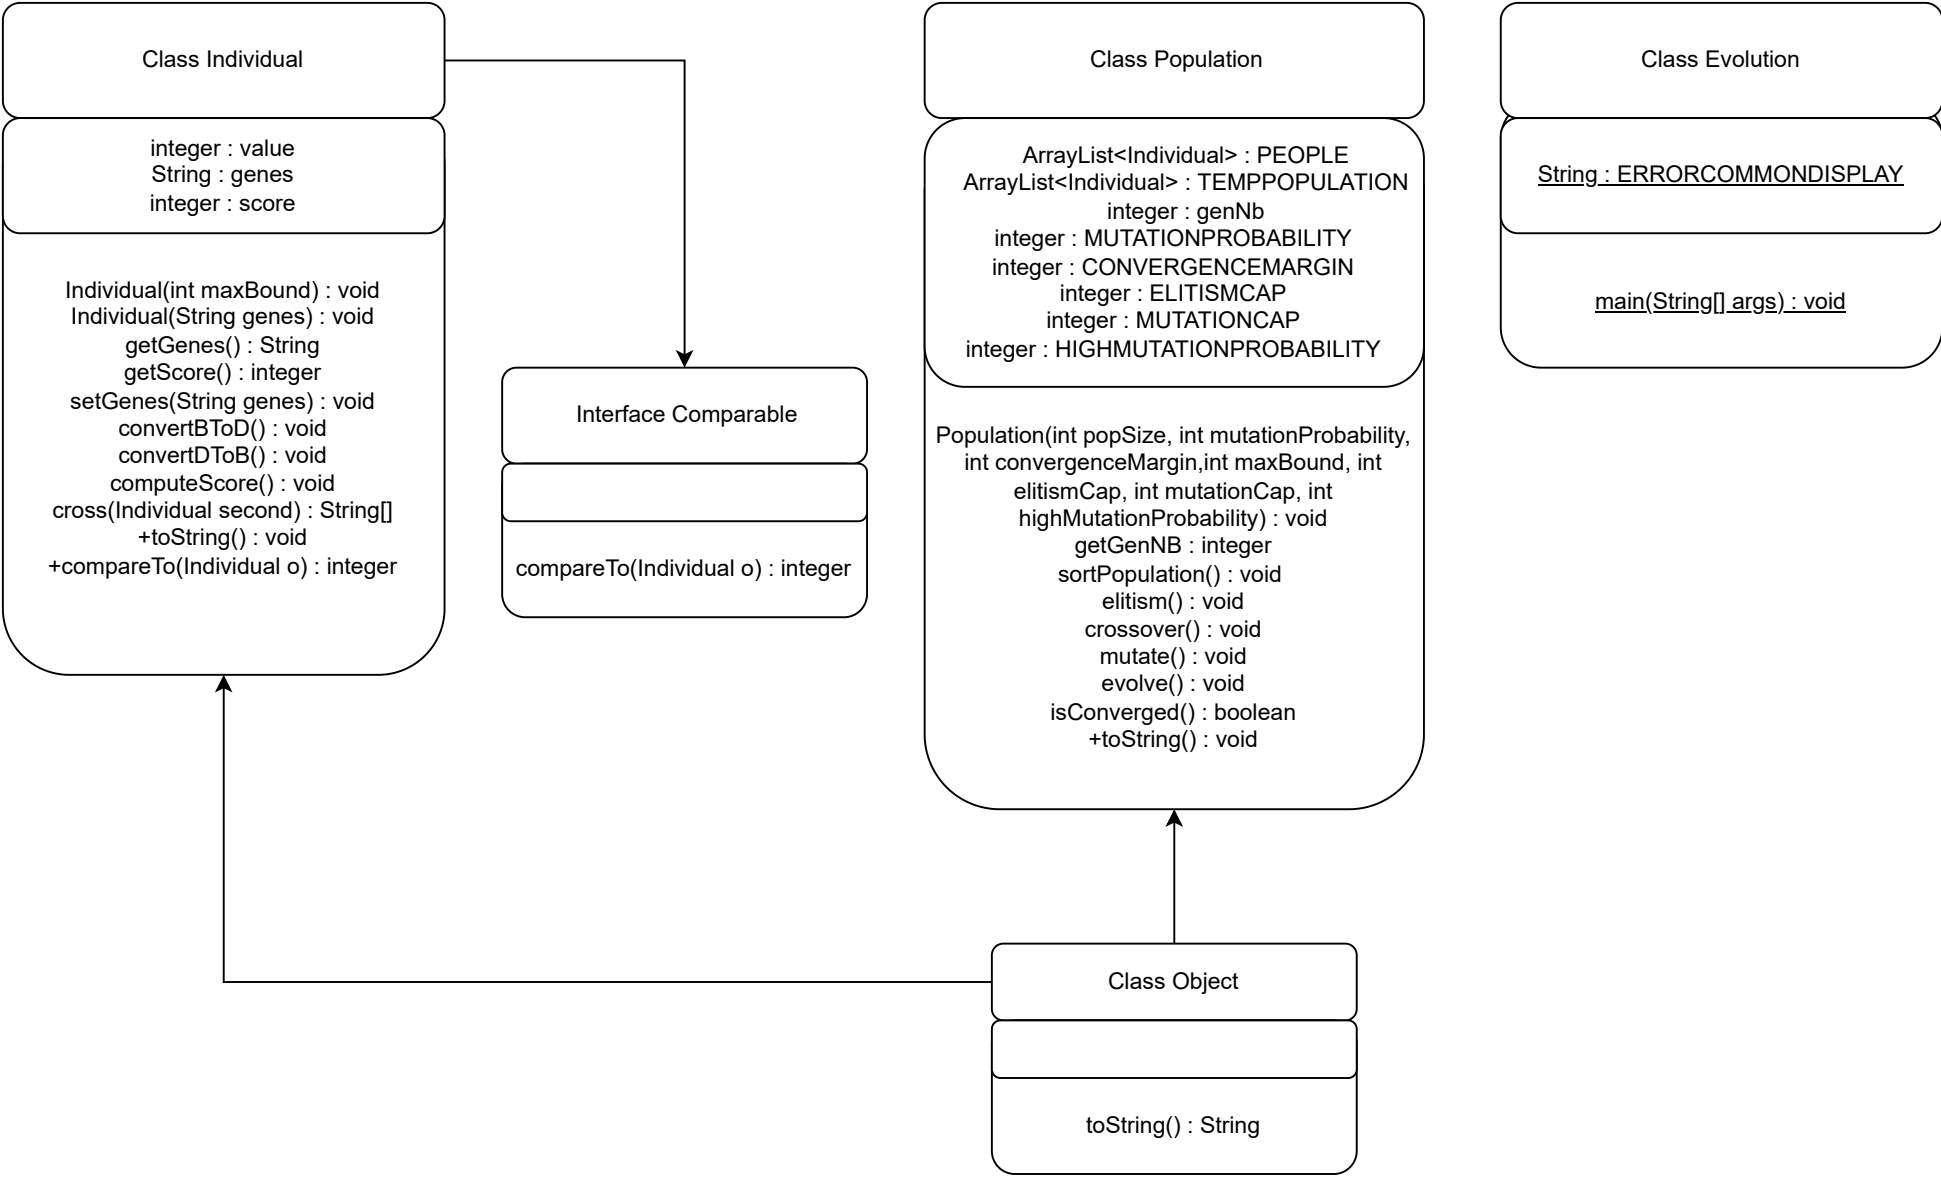 Class Individual
integer : value
String : genes
integer : score
Individual(int maxBound) : void
Individual(String genes) : void
getGenes() : String
getScore() : integer
setGenes(String genes) : void
convertBToD() : void
convertDToB() : void
computeScore() : void
cross(Individual second) : String[]
+toString() : void
+compareTo(Individual o) : integer
Interface Comparable
compareTo(Individual o) : integer
Class Population
ArrayList<Individual> : PEOPLE
ArrayList<Individual> : TEMPPOPULATION
integer : genNb
integer : MUTATIONPROBABILITY
integer : CONVERGENCEMARGIN
integer : ELITISMCAP
integer : MUTATIONCAP
integer : HIGHMUTATIONPROBABILITY
Population(int popSize, int mutationProbability,
int convergenceMargin,int maxBound, int
elitismCap, int mutationCap, int
highMutationProbability) : void
getGenNB : integer
sortPopulation() : void
elitism() : void
crossover() : void
mutate() : void
evolve() : void
isConverged() : boolean
+toString() : void
Class Evolution
String : ERRORCOMMONDISPLAY
main(String[] args) : void
Class Object
toString() : String